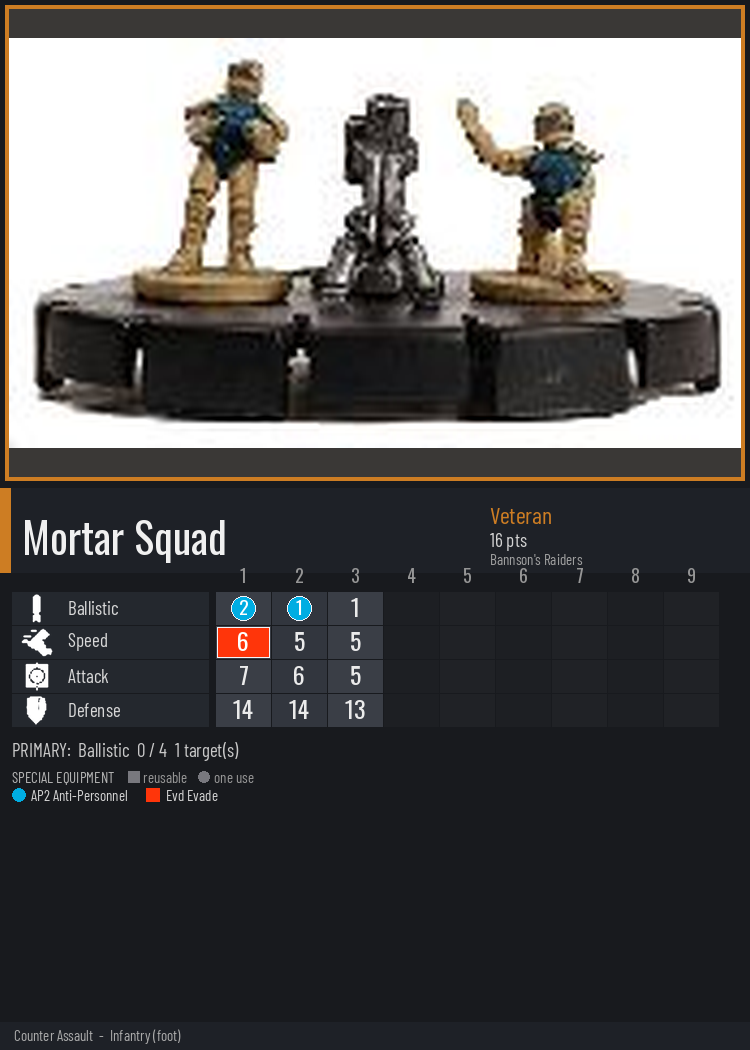 Mortar Squad
Veteran
16 pts
Bannson's Raiders
1 2 3 4 5 6 7 8 9
Ballistic 2 1 1
Speed 6 5 5
Attack 7 6 5
Defense 14 14 13
PRIMARY: Ballistic 0 / 4 1 target(s)
SPECIAL EQUIPMENT reusable one use
AP2 Anti-Personnel Evd Evade
Counter Assault - Infantry (foot)